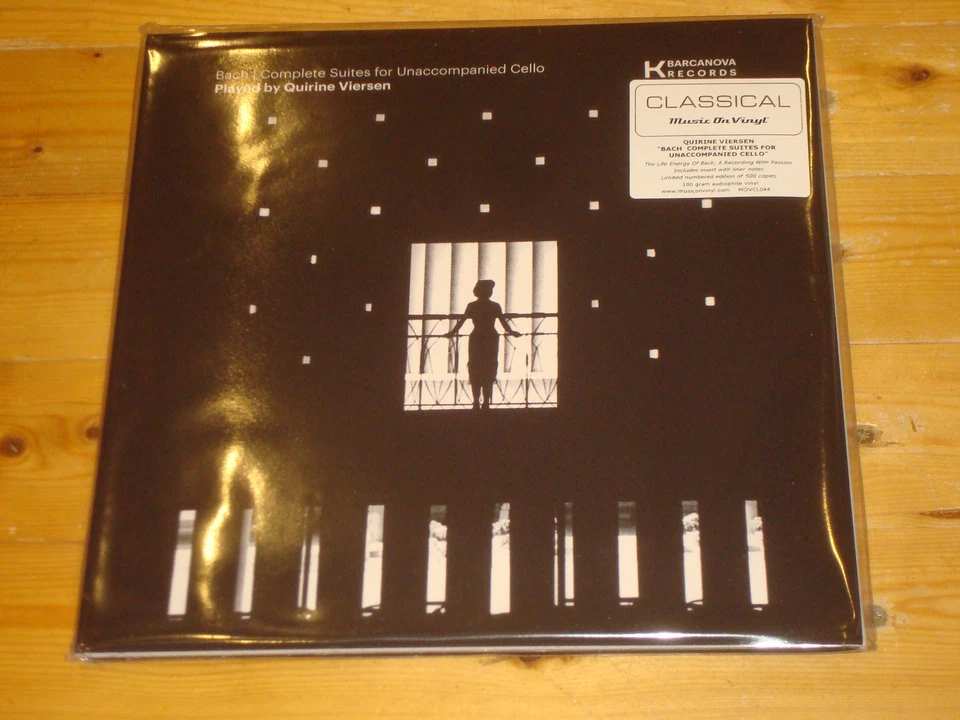 Bach | Complete Suites for Unaccompanied Cello
Played by Quirine Viersen
K BARCANOVA
RECORDS
CLASSICAL
Music On Vinyl
QUIRINE VIERSEN
"BACH COMPLETE SUITES FOR
UNACCOMPANIED CELLO"
The Life Energy Of Bach, A Recording With Passion
Includes insert with liner notes
Limited numbered edition of 500 copies
180 gram audiophile vinyl
www.musiconvinyl.com MOVCL044